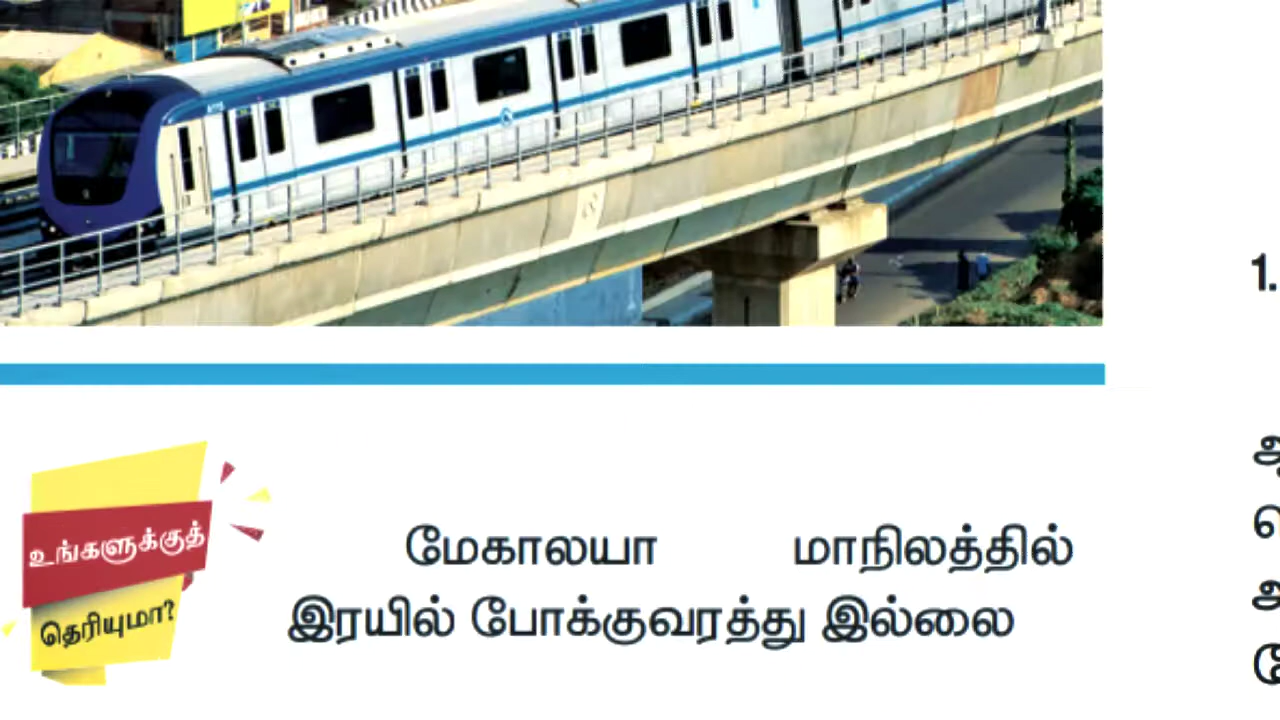 உங்களுக்குத்
தெரியுமா?
மேகாலயா மாநிலத்தில்
இரயில் போக்குவரத்து இல்லை
1.